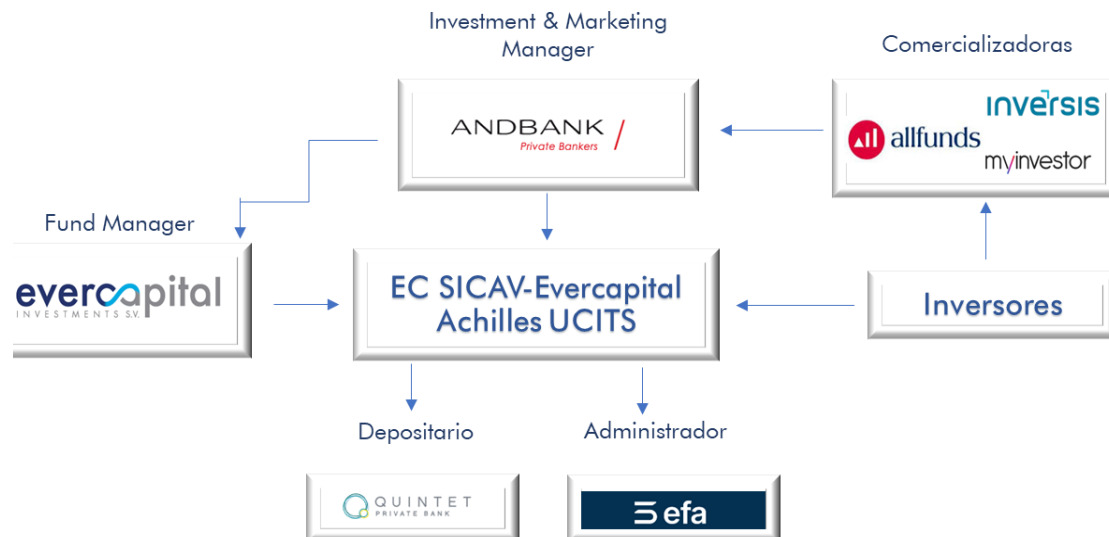 Investment & Marketing
Manager
ANDBANK
Private Bankers
Comercializadoras
inversis
allfunds
myinvestor
Fund Manager
evercapital
INVESTMENTS S.V.
EC SICAV-Evercapital
Achilles UCITS
Inversores
Depositario
QUINTET
PRIVATE BANK
Administrador
efa